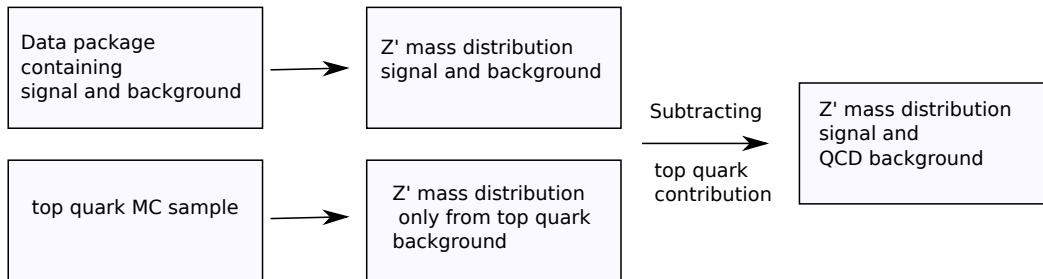 Data package
containing
signal and background
Z' mass distribution
signal and background
top quark MC sample
Z' mass distribution
only from top quark
background
Subtracting
top quark
contribution
Z' mass distribution
signal and
QCD background